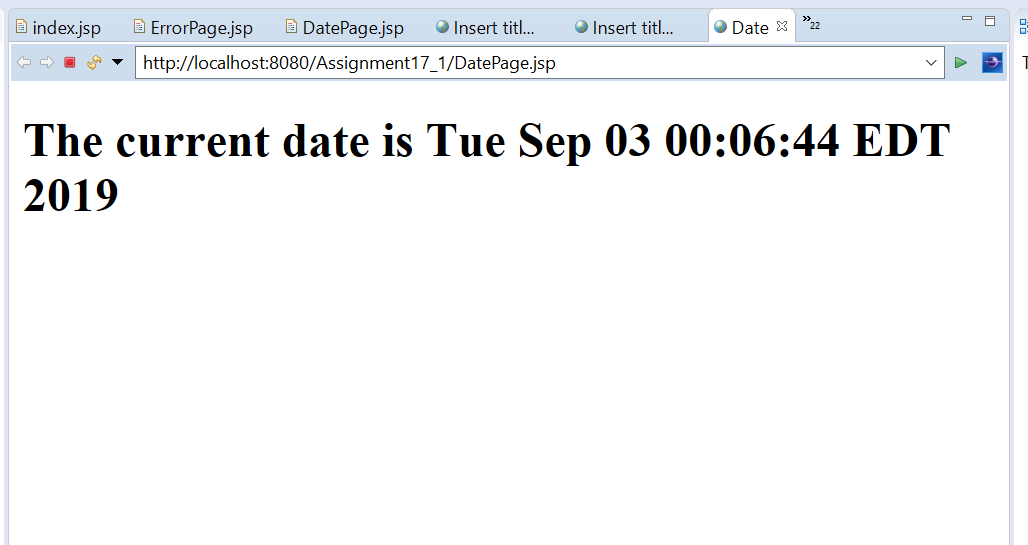 index.jsp ErrorPage.jsp DatePage.jsp Insert titl... Insert titl... Date »22
http://localhost:8080/Assignment17_1/DatePage.jsp
The current date is Tue Sep 03 00:06:44 EDT
2019